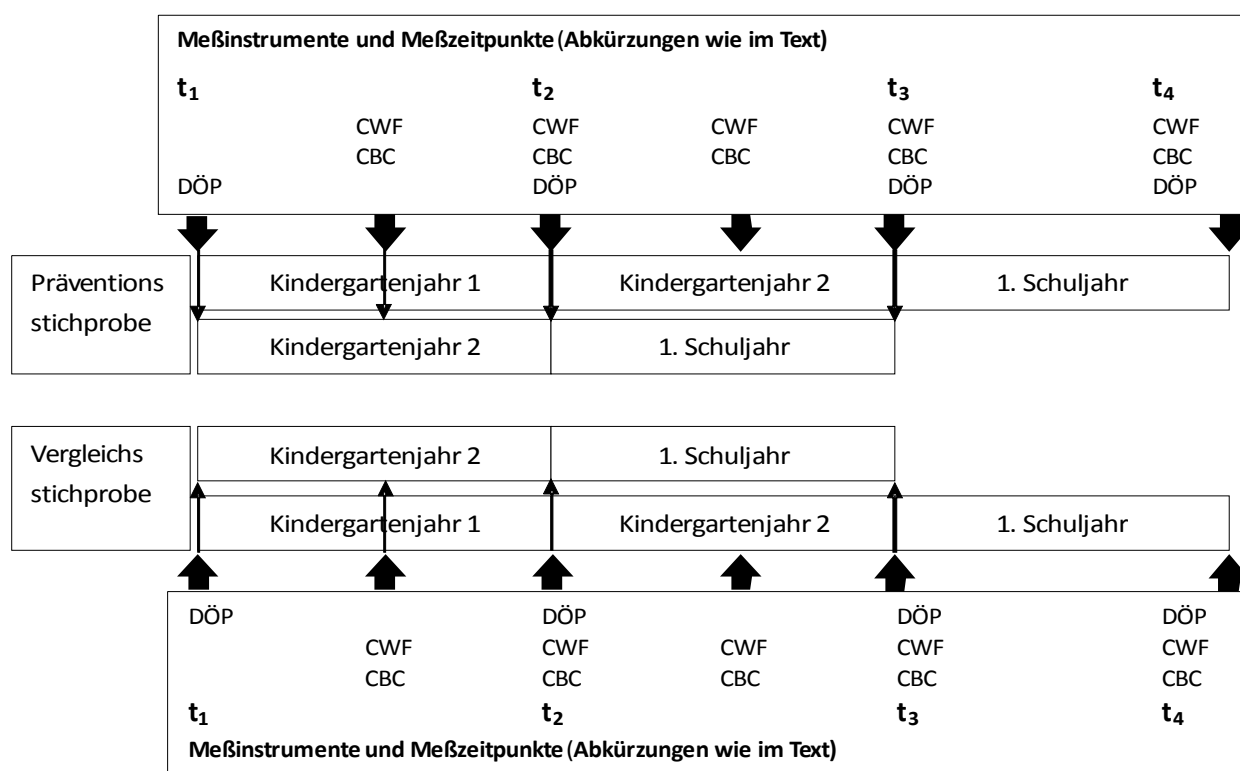 Meßinstrumente und Meßzeitpunkte (Abkürzungen wie im Text)
t1 t2 t3 t4
CWF CWF CWF CWF CWF
CBC CBC CBC CBC CBC
DÖP DÖP DÖP DÖP
Präventions
stichprobe
Kindergartenjahr 1 Kindergartenjahr 2 1. Schuljahr
Kindergartenjahr 2 1. Schuljahr
Vergleichs
stichprobe
Kindergartenjahr 2 1. Schuljahr
Kindergartenjahr 1 Kindergartenjahr 2 1. Schuljahr
DÖP DÖP DÖP DÖP
CWF CWF CWF CWF CWF
CBC CBC CBC CBC CBC
t1 t2 t3 t4
Meßinstrumente und Meßzeitpunkte (Abkürzungen wie im Text)